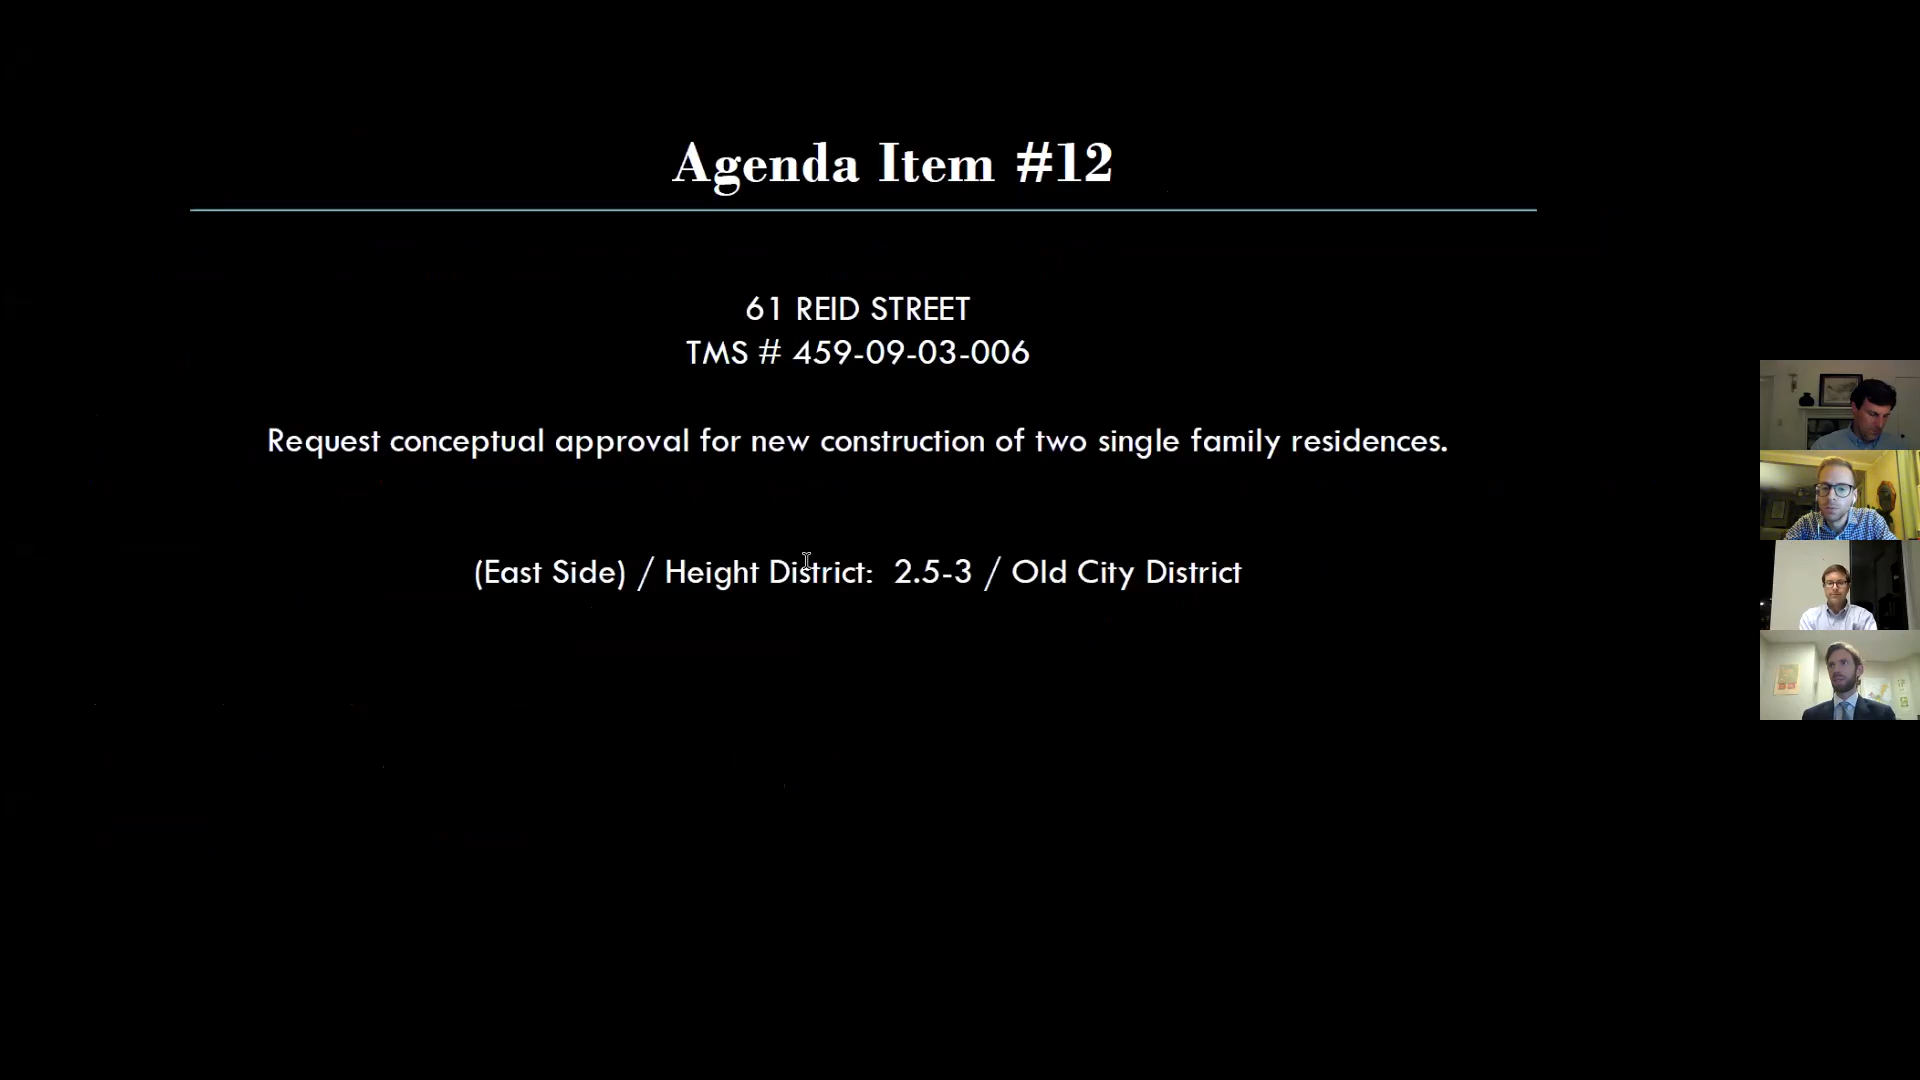 Agenda Item #12
61 REID STREET
TMS # 459-09-03-006
Request conceptual approval for new construction of two single family residences.
(East Side) / Height District: 2.5-3 / Old City District